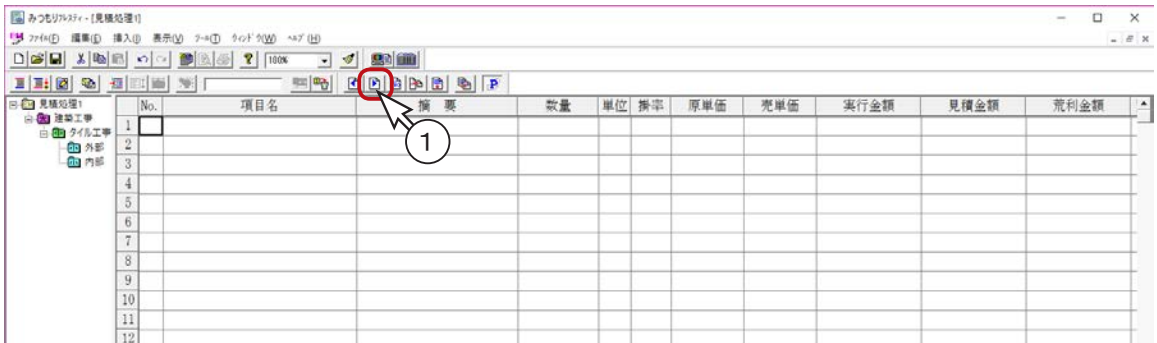 みつもりﾌﾚｽﾃｨ - [見積処理1]
ﾌｧｲﾙ(F) 編集(E) 挿入(I) 表示(V) ﾂｰﾙ(T) ｳｨﾝﾄﾞｳ(W) ﾍﾙﾌﾟ(H)
100%
P
見積処理1
建築工事
タイル工事
外部
内部
No. 項目名 摘 要 数量 単位 掛率 原単価 売単価 実行金額 見積金額 荒利金額
1
2
3
4
5
6
7
8
9
10
11
12
1